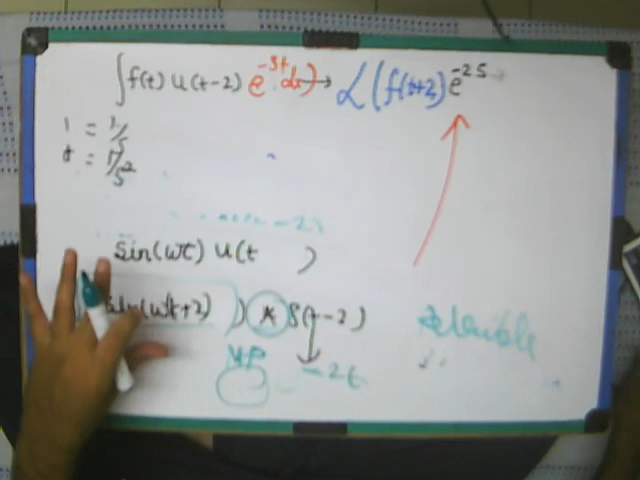 ∫f(t) u(t-2) e^-st dt) → L(f(t+2) e^-2s
1 = 1/s
t = 1/s²
sin(wt) u(t )
sin(wt+2) ) * δ(t-2)
-2t